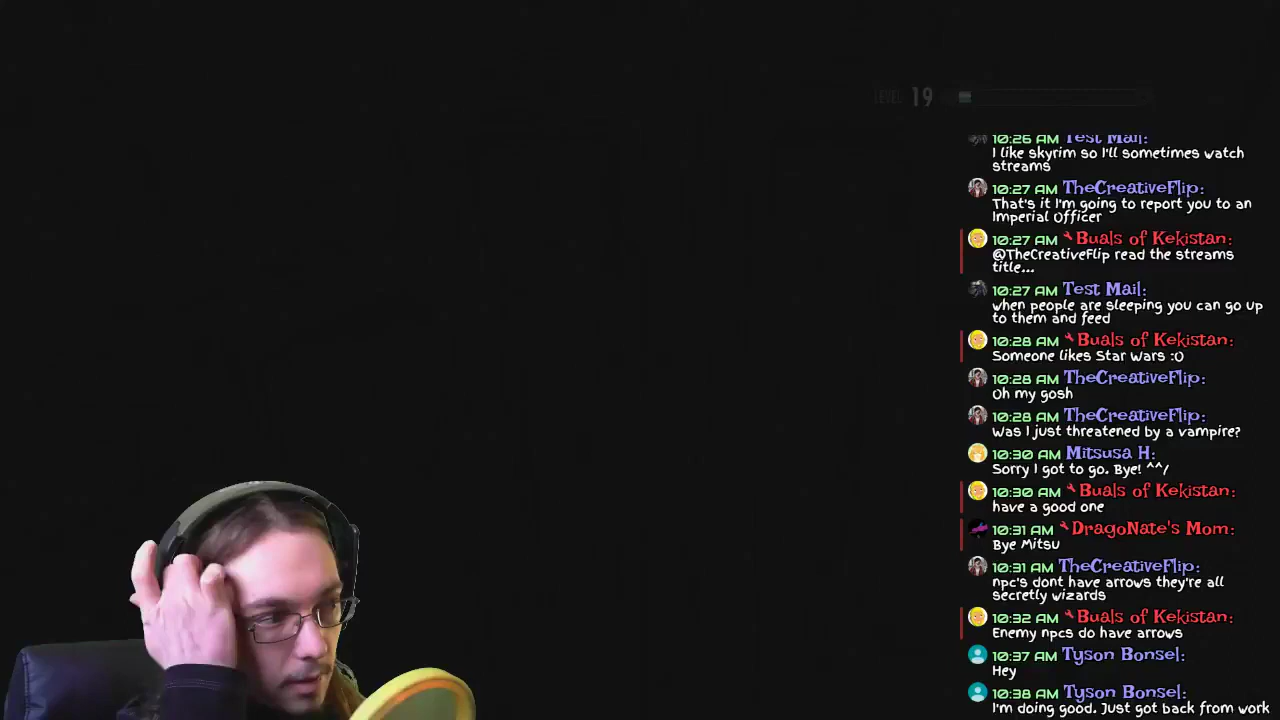 LEVEL 19
10:26 AM Test Mail:
I like skyrim so I'll sometimes watch
streams
10:27 AM TheCreativeFlip:
That's it I'm going to report you to an
Imperial Officer
10:27 AM Buals of Kekistan:
@TheCreativeFlip read the streams
title...
10:27 AM Test Mail:
when people are sleeping you can go up
to them and feed
10:28 AM Buals of Kekistan:
Someone likes Star Wars :O
10:28 AM TheCreativeFlip:
Oh my gosh
10:28 AM TheCreativeFlip:
Was I just threatened by a vampire?
10:30 AM Mitsusa H:
Sorry I got to go. Bye! ^^/
10:30 AM Buals of Kekistan:
have a good one
10:31 AM DragoNate's Mom:
Bye Mitsu
10:31 AM TheCreativeFlip:
npc's dont have arrows they're all
secretly wizards
10:32 AM Buals of Kekistan:
Enemy npcs do have arrows
10:37 AM Tyson Bonsel:
Hey
10:38 AM Tyson Bonsel:
I'm doing good. Just got back from work